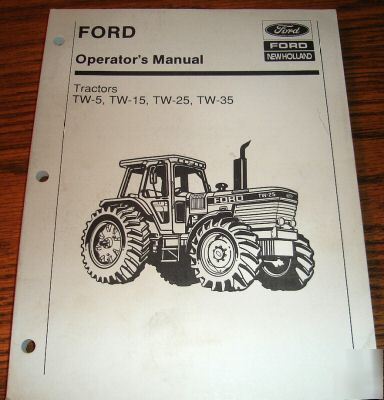 FORD
Operator's Manual
Ford
FORD
NEW HOLLAND
Tractors
TW-5, TW-15, TW-25, TW-35
FORD
TW-25